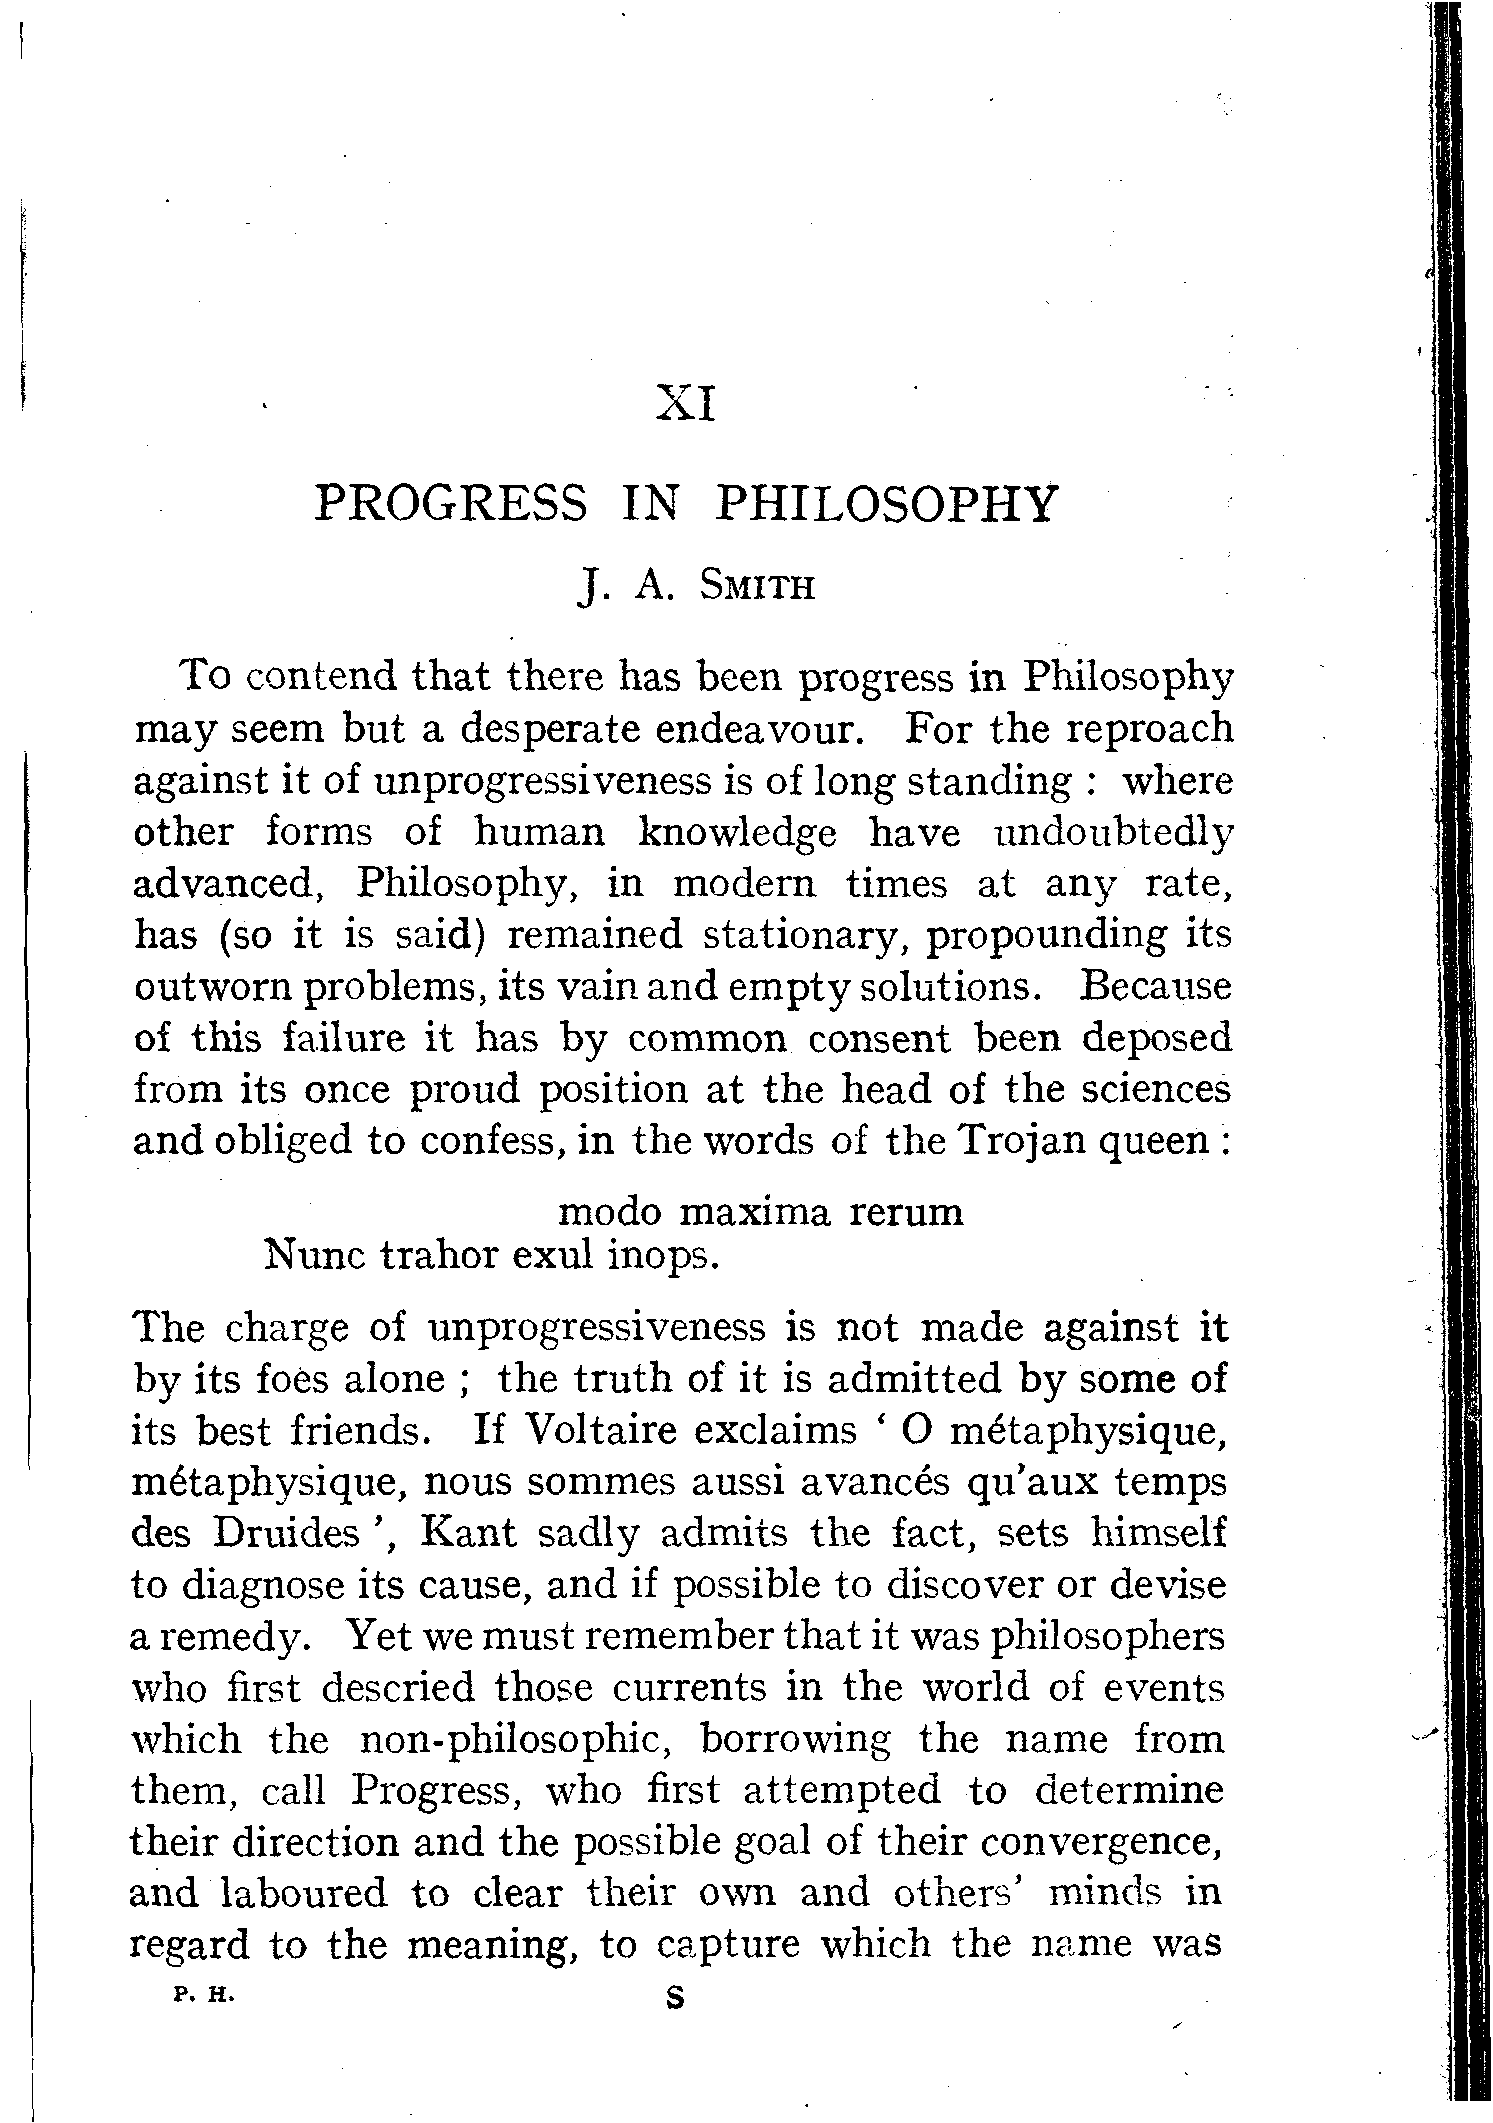 XI
PROGRESS IN PHILOSOPHY
J. A. SMITH
To contend that there has been progress in Philosophy
may seem but a desperate endeavour. For the reproach
against it of unprogressiveness is of long standing : where
other forms of human knowledge have undoubtedly
advanced, Philosophy, in modern times at any rate,
has (so it is said) remained stationary, propounding its
outworn problems, its vain and empty solutions. Because
of this failure it has by common consent been deposed
from its once proud position at the head of the sciences
and obliged to confess, in the words of the Trojan queen :
modo maxima rerum
Nunc trahor exul inops.
The charge of unprogressiveness is not made against it
by its foes alone ; the truth of it is admitted by some of
its best friends. If Voltaire exclaims ‘ O métaphysique,
métaphysique, nous sommes aussi avancés qu’aux temps
des Druides ’, Kant sadly admits the fact, sets himself
to diagnose its cause, and if possible to discover or devise
a remedy. Yet we must remember that it was philosophers
who first descried those currents in the world of events
which the non-philosophic, borrowing the name from
them, call Progress, who first attempted to determine
their direction and the possible goal of their convergence,
and laboured to clear their own and others’ minds in
regard to the meaning, to capture which the name was
P. H. S